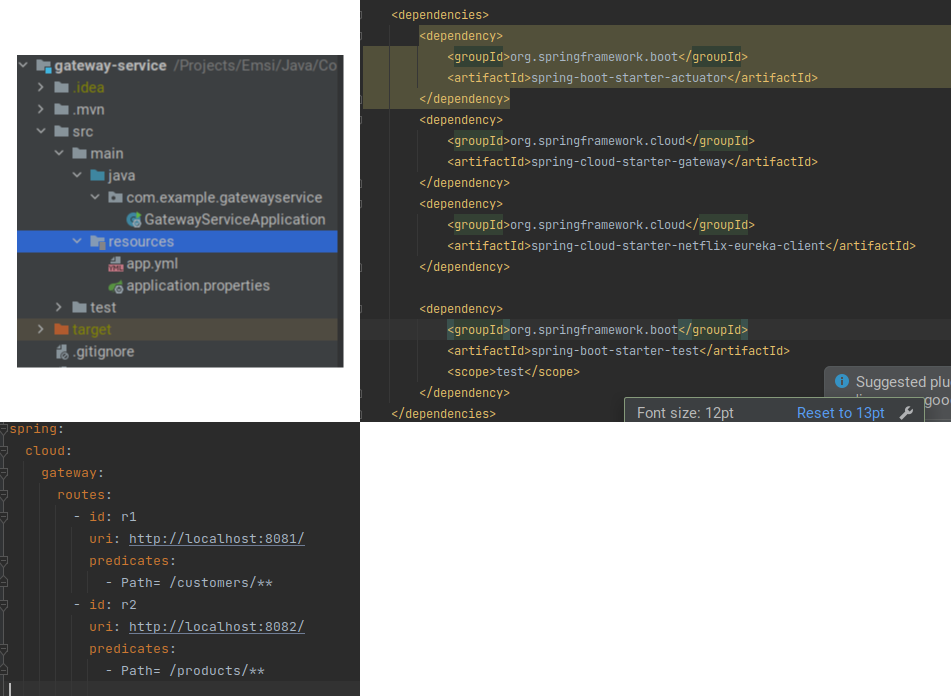 gateway-service /Projects/Emsi/Java/Co
.idea
.mvn
src
main
java
com.example.gatewayservice
GatewayServiceApplication
resources
app.yml
application.properties
test
target
.gitignore
<dependencies>
<dependency>
<groupId>org.springframework.boot</groupId>
<artifactId>spring-boot-starter-actuator</artifactId>
</dependency>
<dependency>
<groupId>org.springframework.cloud</groupId>
<artifactId>spring-cloud-starter-gateway</artifactId>
</dependency>
<dependency>
<groupId>org.springframework.cloud</groupId>
<artifactId>spring-cloud-starter-netflix-eureka-client</artifactId>
</dependency>
<dependency>
<groupId>org.springframework.boot</groupId>
<artifactId>spring-boot-starter-test</artifactId>
<scope>test</scope>
</dependency>
</dependencies>
Suggested plu
goo
Font size: 12pt Reset to 13pt
spring:
cloud:
gateway:
routes:
- id: r1
uri: http://localhost:8081/
predicates:
- Path= /customers/**
- id: r2
uri: http://localhost:8082/
predicates:
- Path= /products/**